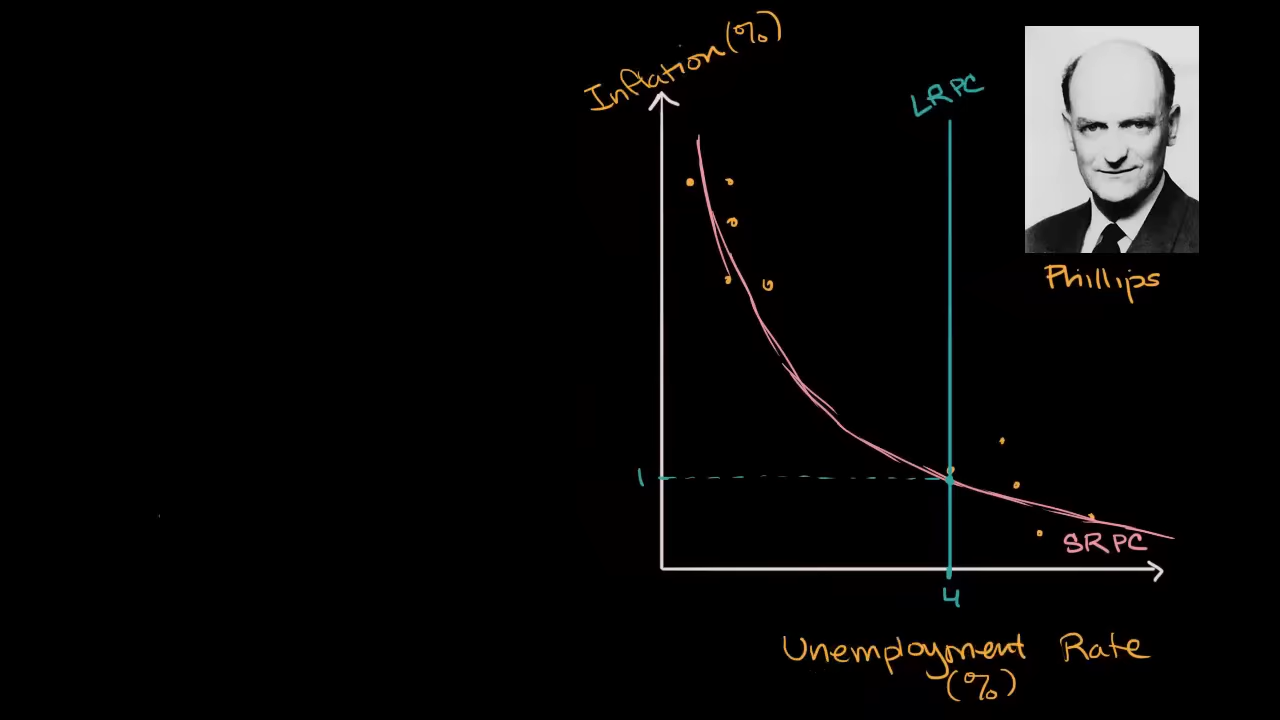 Inflation (%)
LRPC
Phillips
1
SRPC
4
Unemployment Rate
(%)